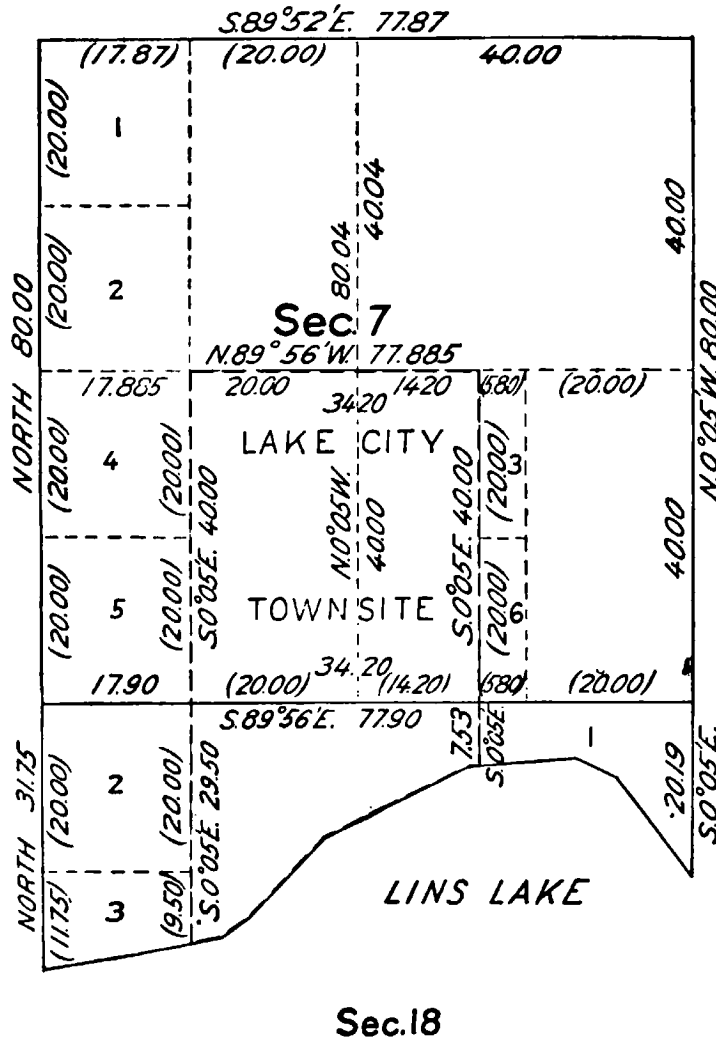 S.89°52'E. 77.87
(17.87) (20.00) 40.00
(20.00) 1
40.04 40.00
80.04
(20.00) 2
NORTH 80.00
N.0°05'W. 80.00
Sec. 7
N.89°56'W. 77.885
17.885 20.00 14.20 (5.80) (20.00)
34.20
LAKE CITY
(20.00) 4 (20.00)
S.0°05'E. 40.00
N.0°05'W. 40.00
S.0°05'E. 40.00
(20.00) 3
40.00
(20.00) 5 (20.00)
TOWNSITE
(20.00) 6
17.90 (20.00) 34.20 (14.20) (5.80) (20.00)
S.89°56'E. 77.90
NORTH 31.75
(20.00) 2 (20.00)
S.0°05'E. 29.50
7.53
S.0°05'E.
1
20.19
S.0°05'E.
(11.75) 3 (9.50)
LINS LAKE
Sec.18